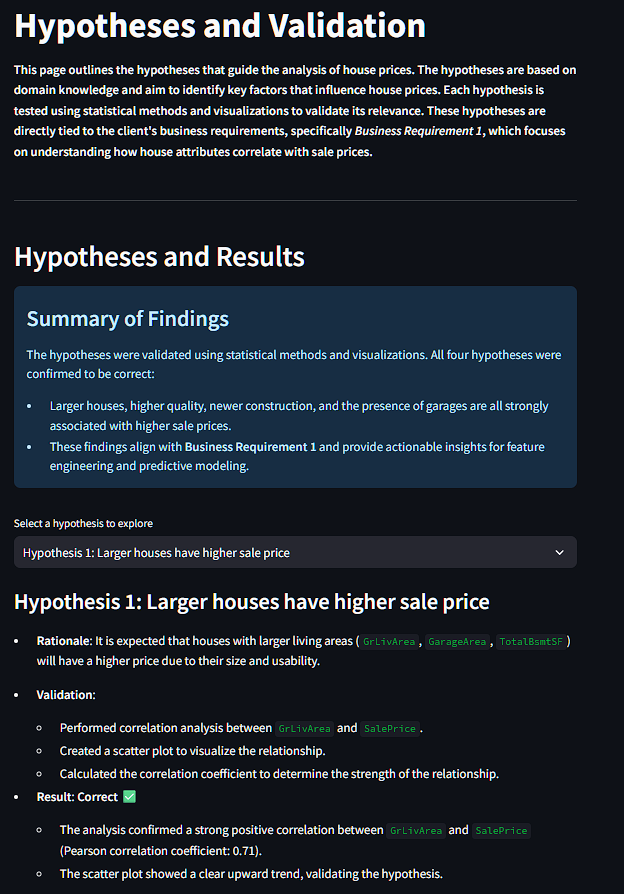 Hypotheses and Validation
This page outlines the hypotheses that guide the analysis of house prices. The hypotheses are based on
domain knowledge and aim to identify key factors that influence house prices. Each hypothesis is
tested using statistical methods and visualizations to validate its relevance. These hypotheses are
directly tied to the client's business requirements, specifically Business Requirement 1, which focuses
on understanding how house attributes correlate with sale prices.
Hypotheses and Results
Summary of Findings
The hypotheses were validated using statistical methods and visualizations. All four hypotheses were
confirmed to be correct:
• Larger houses, higher quality, newer construction, and the presence of garages are all strongly
associated with higher sale prices.
• These findings align with Business Requirement 1 and provide actionable insights for feature
engineering and predictive modeling.
Select a hypothesis to explore
Hypothesis 1: Larger houses have higher sale price
Hypothesis 1: Larger houses have higher sale price
• Rationale: It is expected that houses with larger living areas ( GrLivArea , GarageArea , TotalBsmtSF )
will have a higher price due to their size and usability.
• Validation:
◦ Performed correlation analysis between GrLivArea and SalePrice .
◦ Created a scatter plot to visualize the relationship.
◦ Calculated the correlation coefficient to determine the strength of the relationship.
• Result: Correct ✅
◦ The analysis confirmed a strong positive correlation between GrLivArea and SalePrice
(Pearson correlation coefficient: 0.71).
◦ The scatter plot showed a clear upward trend, validating the hypothesis.